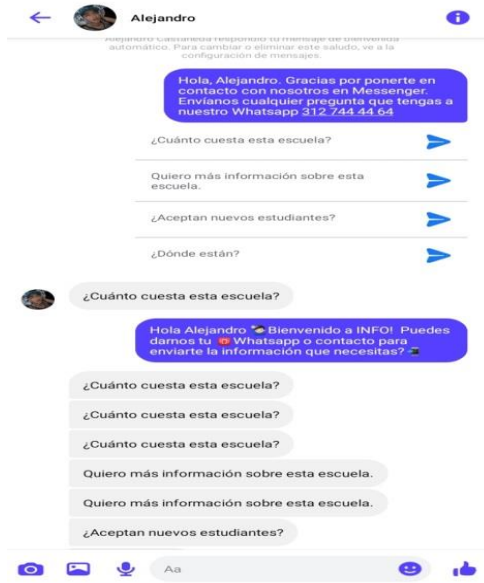 Alejandro
Alejandro Castañeda respondió tu mensaje de bienvenida
automático. Para cambiar o eliminar este saludo, ve a la
configuración de mensajes.
Hola, Alejandro. Gracias por ponerte en
contacto con nosotros en Messenger.
Envíanos cualquier pregunta que tengas a
nuestro Whatsapp 312 744 44 64
¿Cuánto cuesta esta escuela?
Quiero más información sobre esta
escuela.
¿Aceptan nuevos estudiantes?
¿Dónde están?
¿Cuánto cuesta esta escuela?
Hola Alejandro Bienvenido a INFO! Puedes
darnos tu Whatsapp o contacto para
enviarte la información que necesitas?
¿Cuánto cuesta esta escuela?
¿Cuánto cuesta esta escuela?
¿Cuánto cuesta esta escuela?
Quiero más información sobre esta escuela.
Quiero más información sobre esta escuela.
¿Aceptan nuevos estudiantes?
Aa